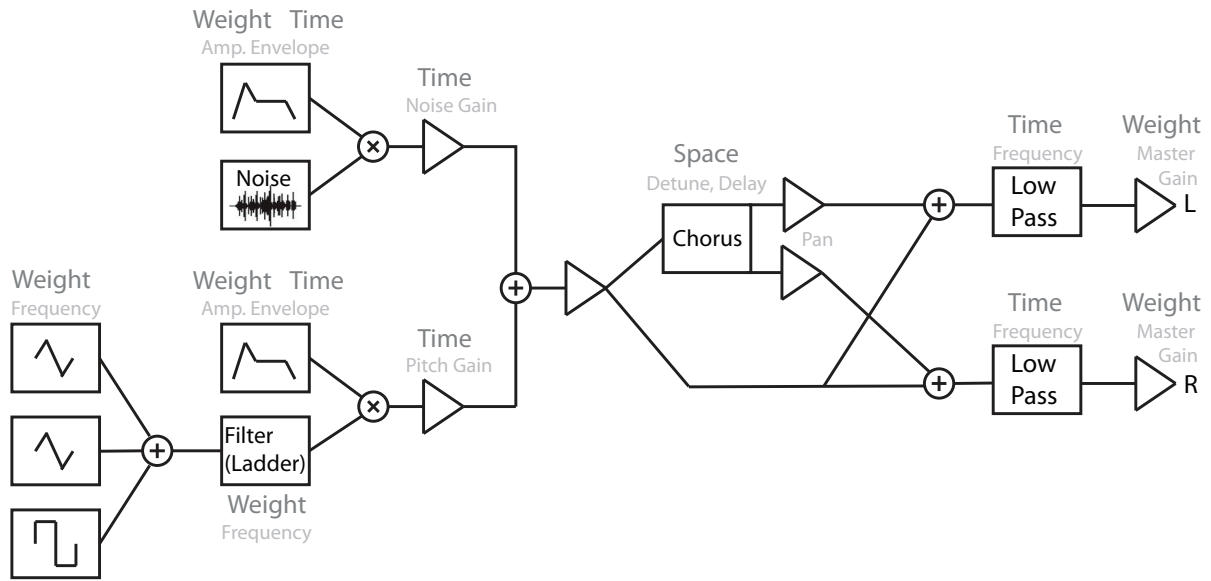 Weight Time
Amp. Envelope
Time
Noise Gain
Noise
Space
Detune, Delay
Chorus
Pan
Time
Frequency
Low
Pass
Weight
Master
Gain
L
Weight
Frequency
Weight Time
Amp. Envelope
Time
Pitch Gain
Filter
(Ladder)
Weight
Frequency
Time
Frequency
Low
Pass
Weight
Master
Gain
R